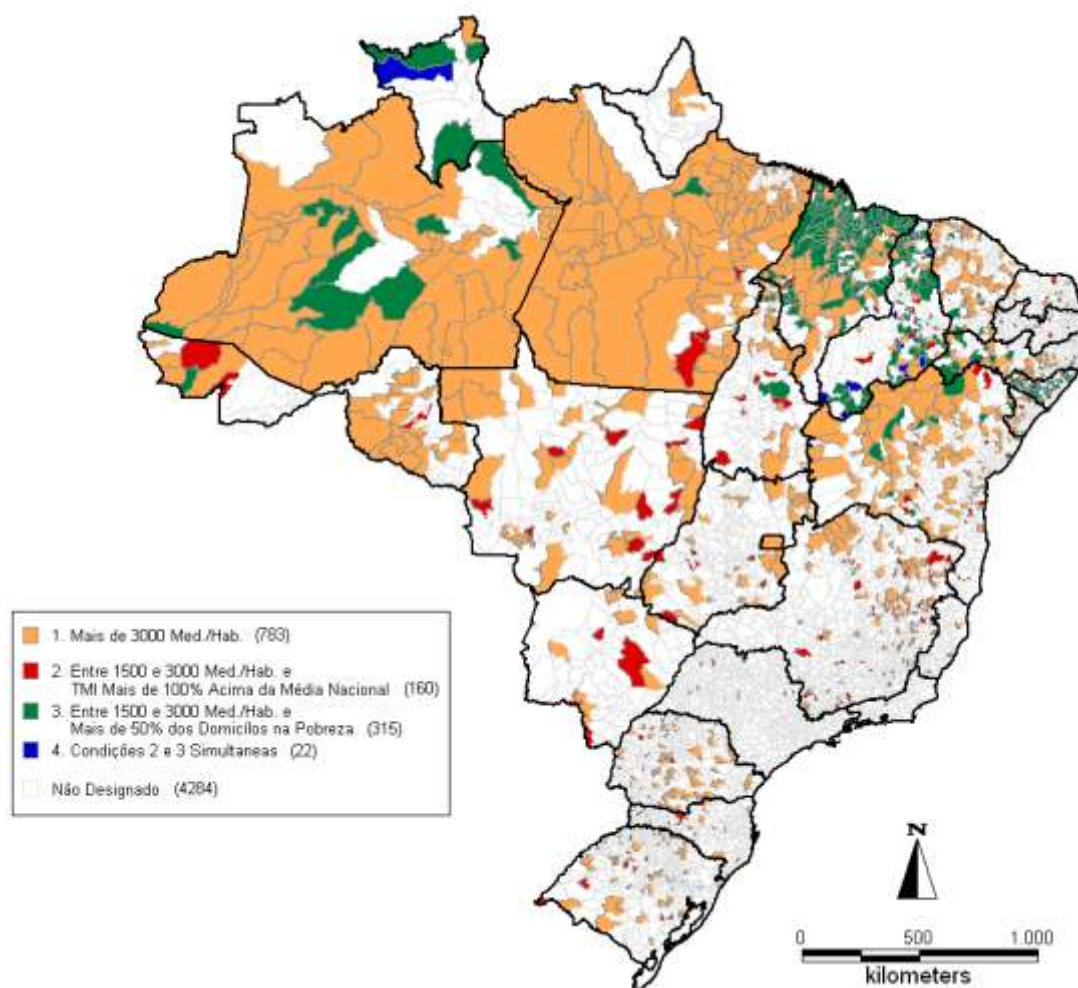 1. Mais de 3000 Med./Hab. (783)
2. Entre 1500 e 3000 Med./Hab. e
TMI Mais de 100% Acima da Média Nacional (160)
3. Entre 1500 e 3000 Med./Hab. e
Mais de 50% dos Domicílos na Pobreza (315)
4. Condições 2 e 3 Simultaneas (22)
Não Designado (4284)
N
0 500 1.000
kilometers